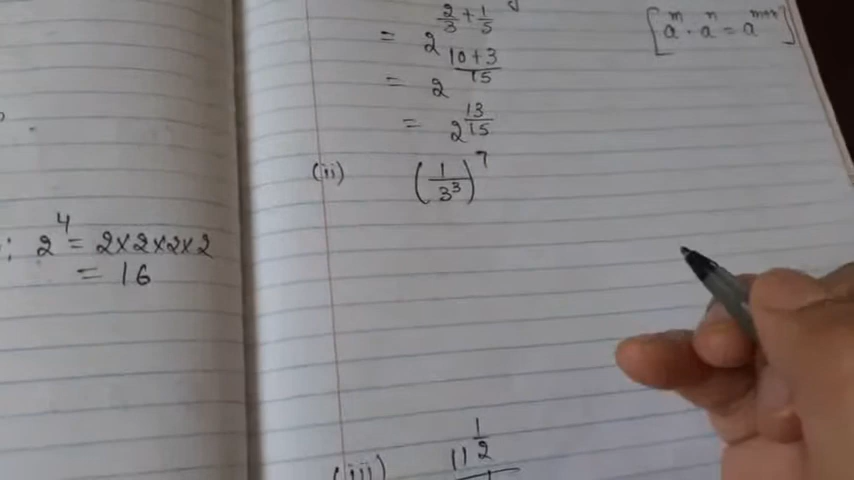 : 2^4 = 2×2×2×2
= 16
= 2^(2/3 + 1/5) [a^m · a^n = a^(m+n)]
= 2^((10+3)/15)
= 2^(13/15)
(ii) (1/3^3)^7
(iii) 11^(1/2)